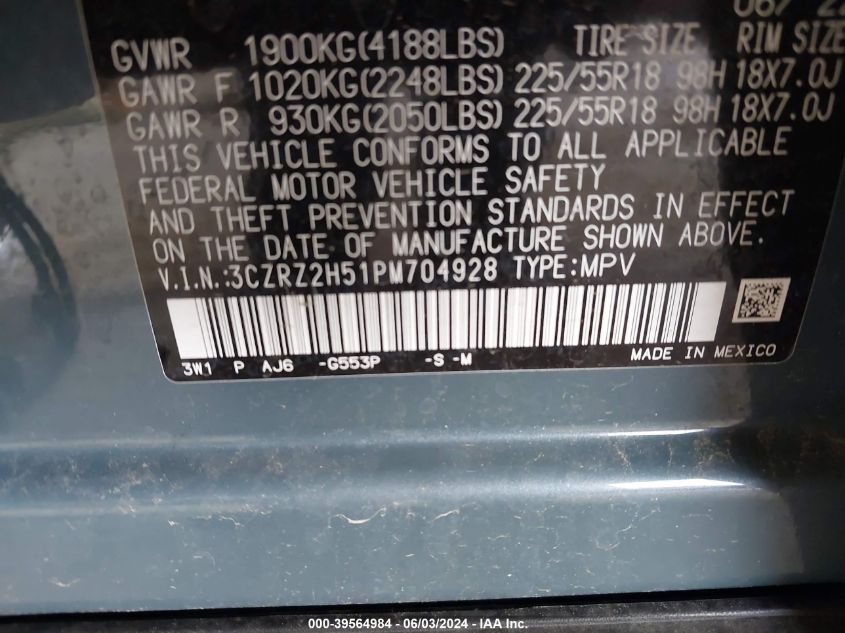 GVWR 1900KG(4188LBS) TIRE SIZE RIM SIZE
GAWR F 1020KG(2248LBS) 225/55R18 98H 18X7.0J
GAWR R 930KG(2050LBS) 225/55R18 98H 18X7.0J
THIS VEHICLE CONFORMS TO ALL APPLICABLE
FEDERAL MOTOR VEHICLE SAFETY
AND THEFT PREVENTION STANDARDS IN EFFECT
ON THE DATE OF MANUFACTURE SHOWN ABOVE.
V.I.N.:3CZRZ2H51PM704928 TYPE:MPV
3W1 P AJ6 -G553P -S -M MADE IN MEXICO
000-39564984 - 06/03/2024 - IAA Inc.